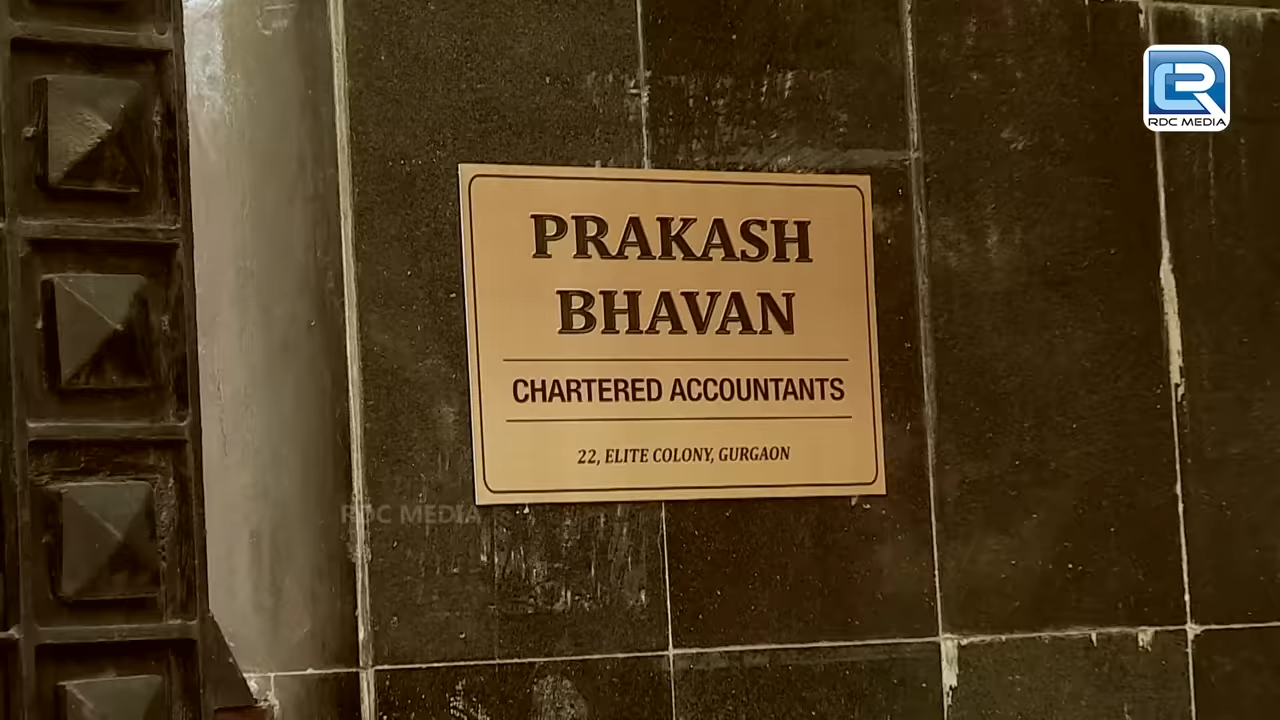 RDC MEDIA
PRAKASH
BHAVAN
CHARTERED ACCOUNTANTS
22, ELITE COLONY, GURGAON
RDC MEDIA